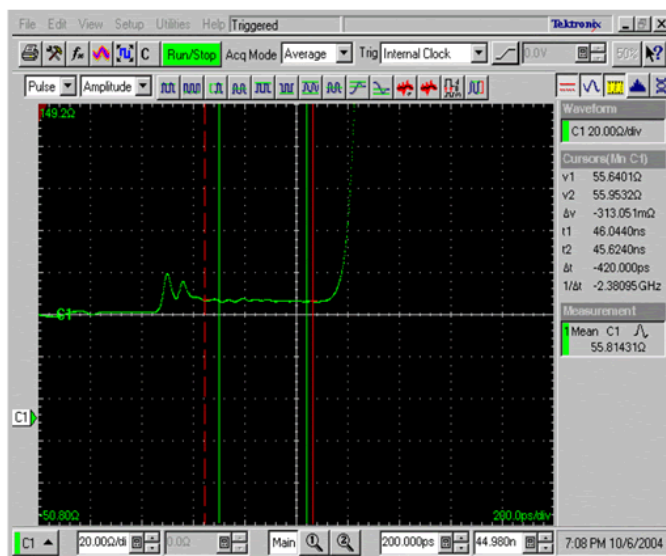 File Edit View Setup Utilities Help Triggered Tektronix
C Run/Stop Acq Mode Average Trig Internal Clock 0.0V 50% ?
Pulse Amplitude
149.2Ω
C1
C1
-50.80Ω 200.0ps/div
Waveform
C1 20.00Ω/div
Cursors(Mn C1)
v1 55.6401Ω
v2 55.9532Ω
Δv -313.051mΩ
t1 46.0440ns
t2 45.6240ns
Δt -420.000ps
1/Δt -2.38095GHz
Measurement
1 Mean C1
55.81431Ω
C1 20.00Ω/di 0.0Ω Main 1 2 200.000ps 44.980n 7:08 PM 10/6/2004